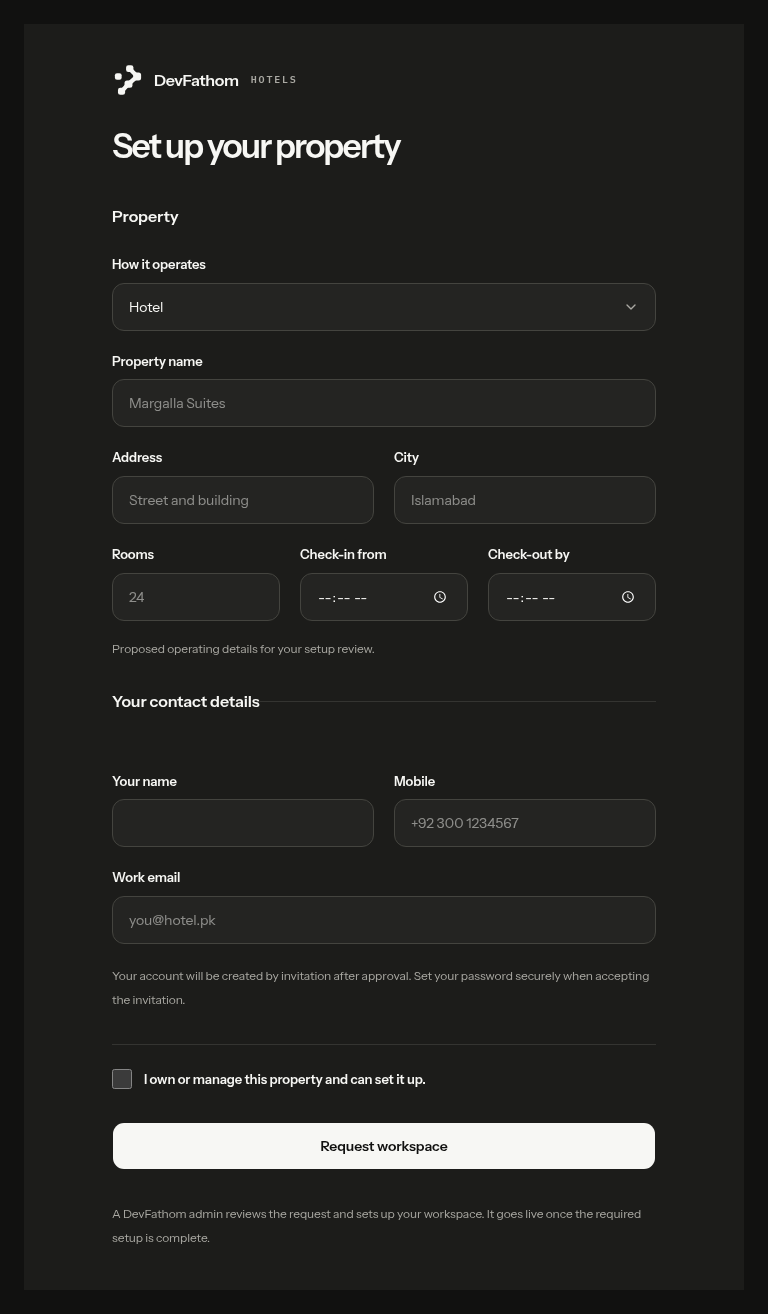 DevFathom HOTELS
Set up your property
Property
How it operates
Hotel
Property name
Margalla Suites
Address City
Street and building Islamabad
Rooms Check-in from Check-out by
24 --:-- -- --:-- --
Proposed operating details for your setup review.
Your contact details
Your name Mobile
+92 300 1234567
Work email
you@hotel.pk
Your account will be created by invitation after approval. Set your password securely when accepting
the invitation.
I own or manage this property and can set it up.
Request workspace
A DevFathom admin reviews the request and sets up your workspace. It goes live once the required
setup is complete.